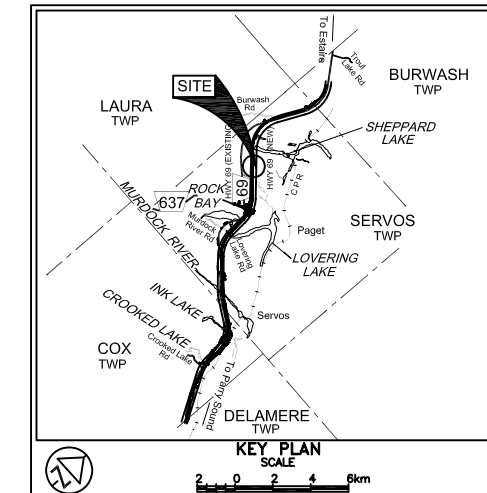 To Estaire
Trout
Lake Rd
BURWASH
TWP
SITE
LAURA
TWP
Burwash
Rd
SHEPPARD
LAKE
HWY 69 (EXISTING)
HWY 69 (NEW)
CPR
637
ROCK
BAY
69
MURDOCK RIVER
Murdock
River Rd
Lovering
Lake Rd
Paget
SERVOS
TWP
LOVERING
LAKE
INK LAKE
Servos
CROOKED LAKE
Crooked Lake
Rd
COX
TWP
To Parry Sound
DELAMERE
TWP
KEY PLAN
SCALE
2 0 2 4 6km